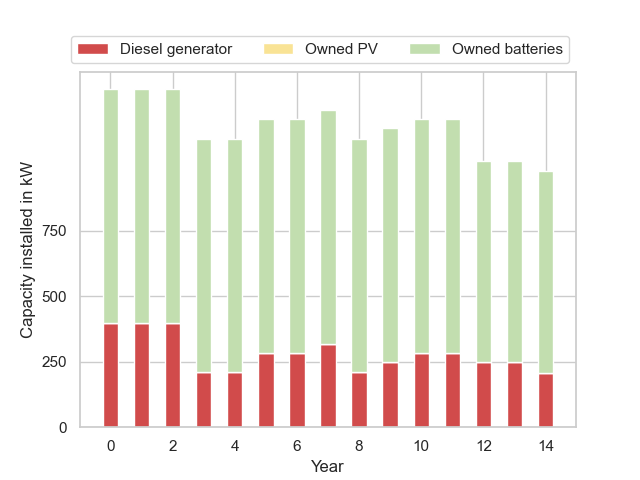 Diesel generator Owned PV Owned batteries
Capacity installed in kW
750
500
250
0
0 2 4 6 8 10 12 14
Year